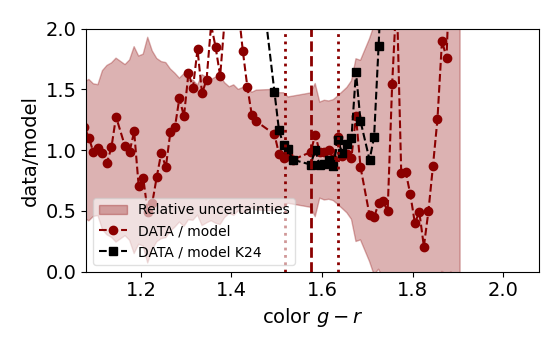 2.0
1.5
1.0
0.5
0.0
data/model
Relative uncertainties
DATA / model
DATA / model K24
1.2 1.4 1.6 1.8 2.0
color g − r